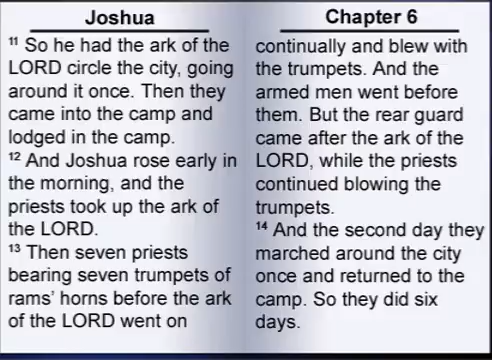 Joshua
¹¹ So he had the ark of the
LORD circle the city, going
around it once. Then they
came into the camp and
lodged in the camp.
¹² And Joshua rose early in
the morning, and the
priests took up the ark of
the LORD.
¹³ Then seven priests
bearing seven trumpets of
rams’ horns before the ark
of the LORD went on
Chapter 6
continually and blew with
the trumpets. And the
armed men went before
them. But the rear guard
came after the ark of the
LORD, while the priests
continued blowing the
trumpets.
¹⁴ And the second day they
marched around the city
once and returned to the
camp. So they did six
days.